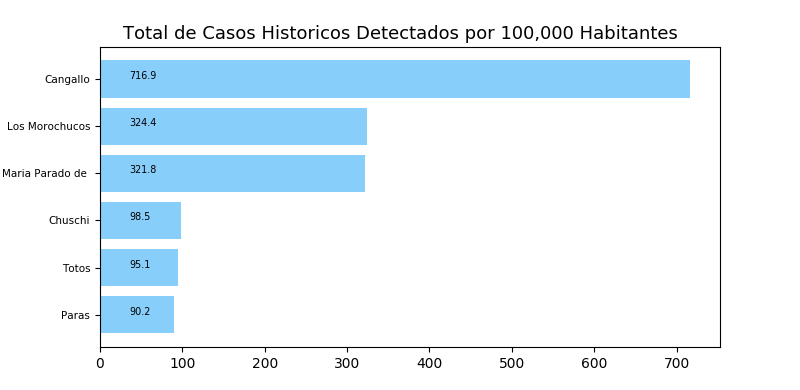 Total de Casos Historicos Detectados por 100,000 Habitantes
Cangallo 716.9
Los Morochucos 324.4
Maria Parado de 321.8
Chuschi 98.5
Totos 95.1
Paras 90.2
0 100 200 300 400 500 600 700